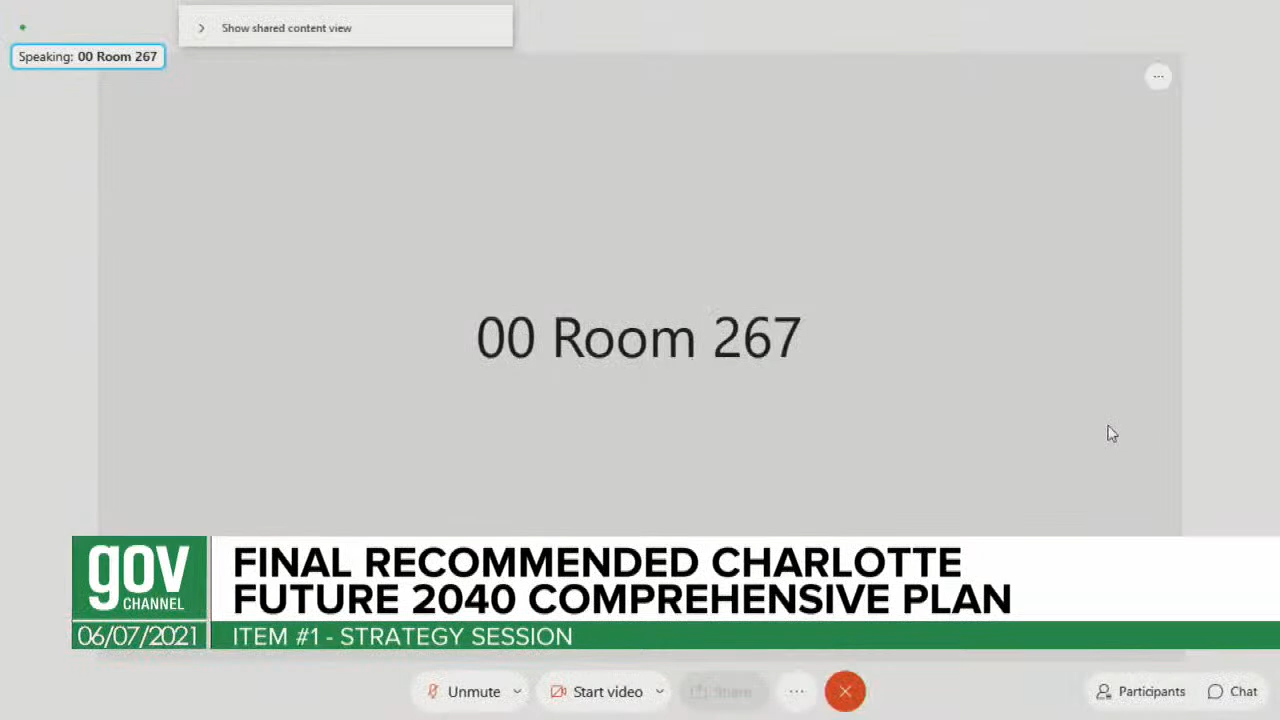 Show shared content view
Speaking: 00 Room 267
00 Room 267
gov
CHANNEL
06/07/2021
FINAL RECOMMENDED CHARLOTTE
FUTURE 2040 COMPREHENSIVE PLAN
ITEM #1 - STRATEGY SESSION
Unmute
Start video
Share
Participants
Chat